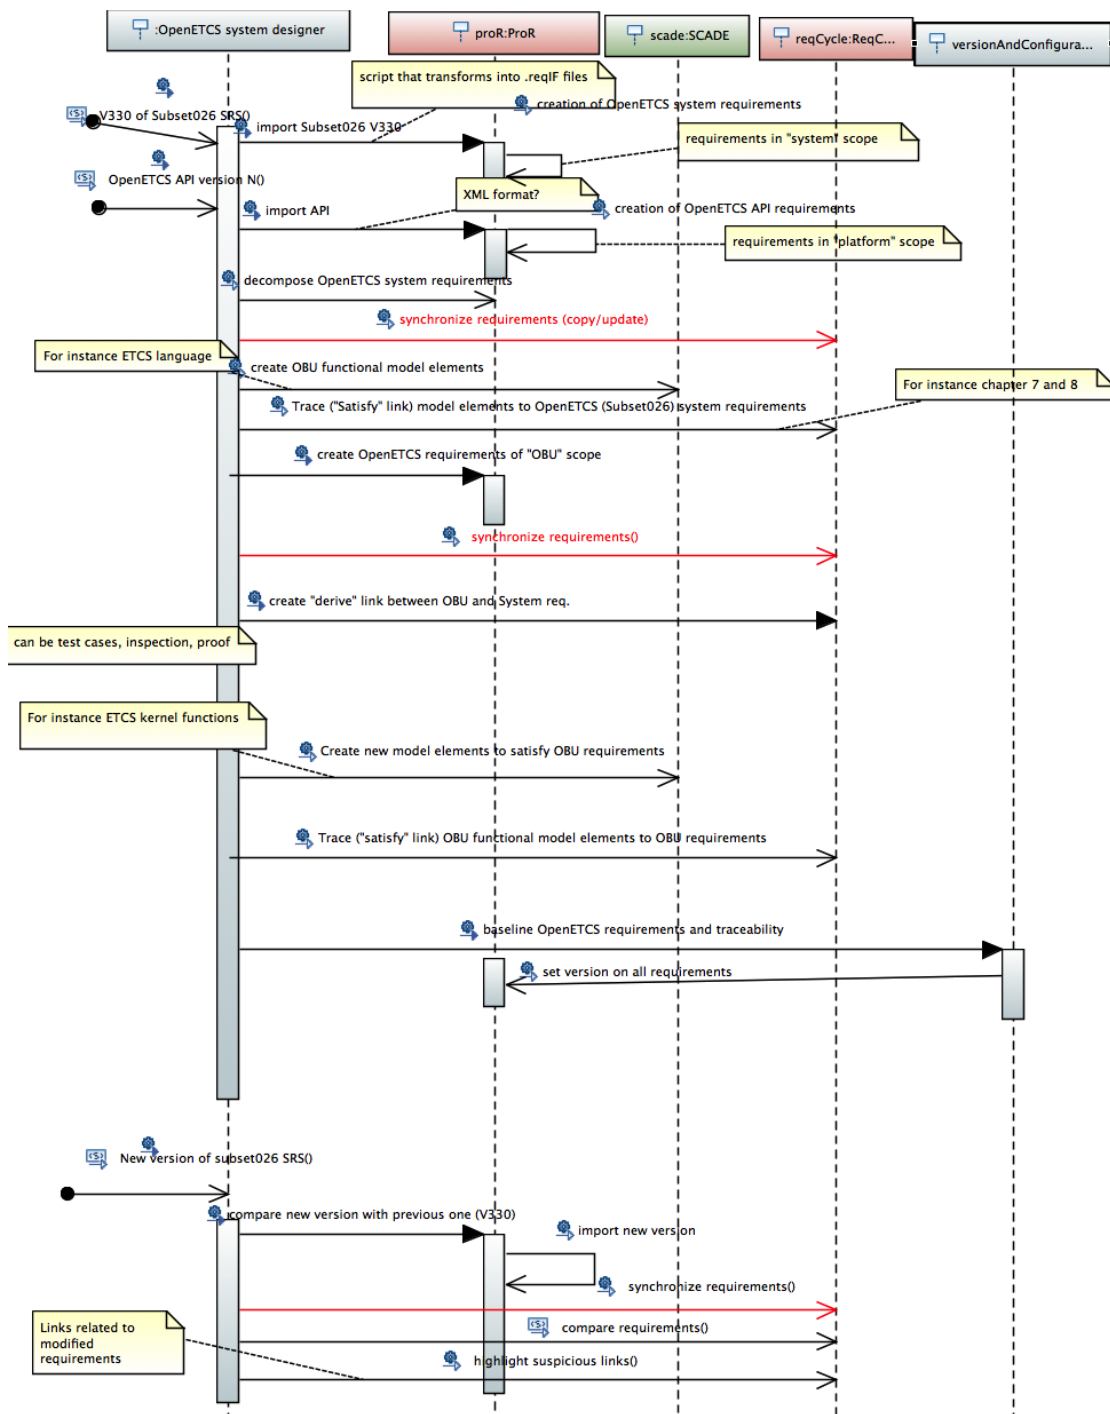 :OpenETCS system designer
proR:ProR
scade:SCADE
reqCycle:ReqC...
versionAndConfigura...
script that transforms into .reqIF files
creation of OpenETCS system requirements
V330 of Subset026 SRS()
import Subset026 V330
requirements in "system" scope
OpenETCS API version N()
XML format?
import API
creation of OpenETCS API requirements
requirements in "platform" scope
decompose OpenETCS system requirements
synchronize requirements (copy/update)
For instance ETCS language
create OBU functional model elements
For instance chapter 7 and 8
Trace ("Satisfy" link) model elements to OpenETCS (Subset026) system requirements
create OpenETCS requirements of "OBU" scope
synchronize requirements()
create "derive" link between OBU and System req.
can be test cases, inspection, proof
For instance ETCS kernel functions
Create new model elements to satisfy OBU requirements
Trace ("satisfy" link) OBU functional model elements to OBU requirements
baseline OpenETCS requirements and traceability
set version on all requirements
New version of subset026 SRS()
compare new version with previous one (V330)
import new version
synchronize requirements()
Links related to
modified
requirements
compare requirements()
highlight suspicious links()